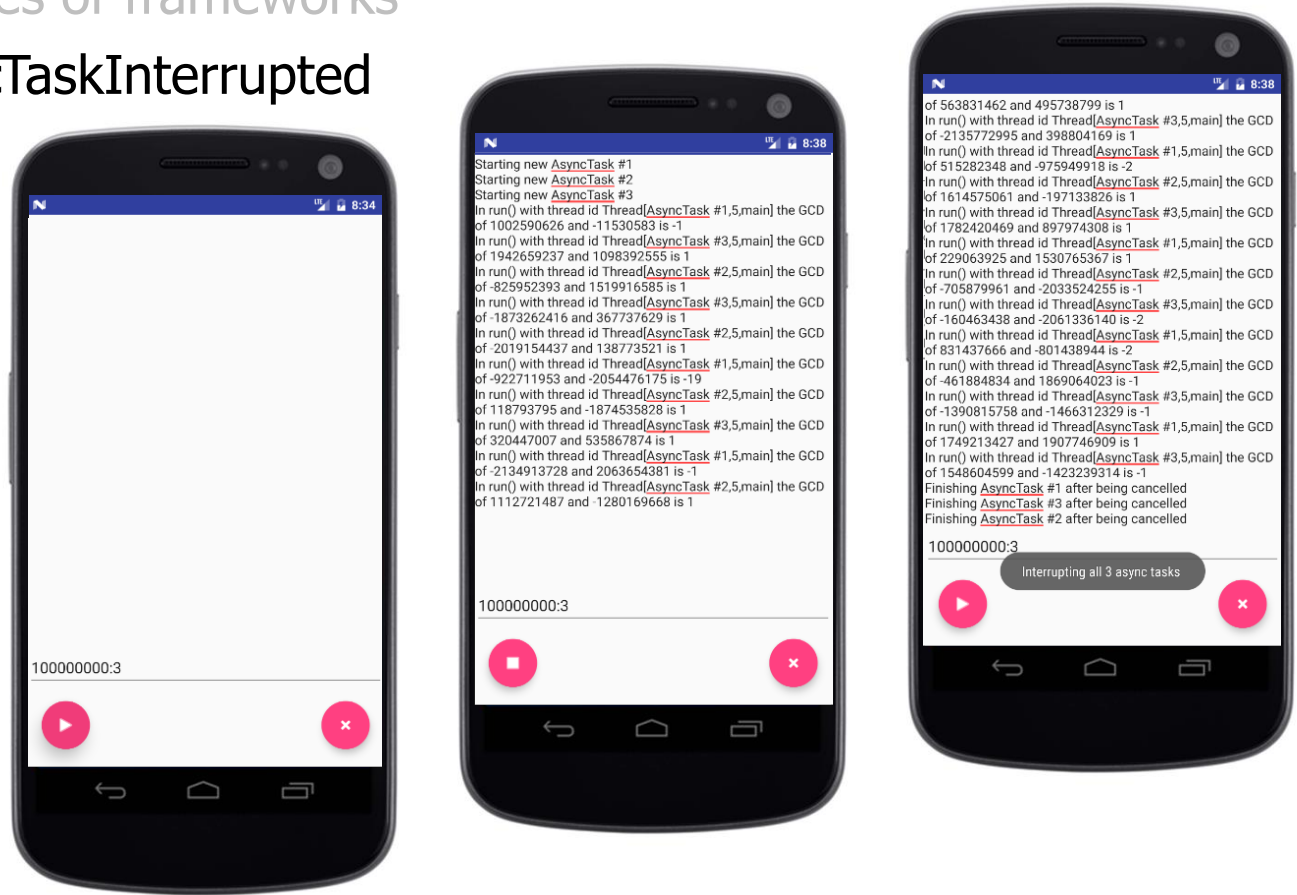 TaskInterrupted
8:34
100000000:3
8:38
Starting new AsyncTask #1
Starting new AsyncTask #2
Starting new AsyncTask #3
In run() with thread id Thread[AsyncTask #1,5,main] the GCD
of 1002590626 and -11530583 is -1
In run() with thread id Thread[AsyncTask #3,5,main] the GCD
of 1942659237 and 1098392555 is 1
In run() with thread id Thread[AsyncTask #2,5,main] the GCD
of -825952393 and 1519916585 is 1
In run() with thread id Thread[AsyncTask #3,5,main] the GCD
of -1873262416 and 367737629 is 1
In run() with thread id Thread[AsyncTask #2,5,main] the GCD
of -2019154437 and 138773521 is 1
In run() with thread id Thread[AsyncTask #1,5,main] the GCD
of -922711953 and -2054476175 is -19
In run() with thread id Thread[AsyncTask #2,5,main] the GCD
of 118793795 and -1874535828 is 1
In run() with thread id Thread[AsyncTask #3,5,main] the GCD
of 320447007 and 535867874 is 1
In run() with thread id Thread[AsyncTask #1,5,main] the GCD
of -2134913728 and 2063654381 is -1
In run() with thread id Thread[AsyncTask #2,5,main] the GCD
of 1112721487 and -1280169668 is 1
100000000:3
8:38
of 563831462 and 495738799 is 1
In run() with thread id Thread[AsyncTask #3,5,main] the GCD
of -2135772995 and 398804169 is 1
In run() with thread id Thread[AsyncTask #1,5,main] the GCD
of 515282348 and -975949918 is -2
In run() with thread id Thread[AsyncTask #2,5,main] the GCD
of 1614575061 and -197133826 is 1
In run() with thread id Thread[AsyncTask #3,5,main] the GCD
of 1782420469 and 897974308 is 1
In run() with thread id Thread[AsyncTask #1,5,main] the GCD
of 229063925 and 1530765367 is 1
In run() with thread id Thread[AsyncTask #2,5,main] the GCD
of -705879961 and -2033524255 is -1
In run() with thread id Thread[AsyncTask #3,5,main] the GCD
of -160463438 and -2061336140 is -2
In run() with thread id Thread[AsyncTask #1,5,main] the GCD
of 831437666 and -801438944 is -2
In run() with thread id Thread[AsyncTask #2,5,main] the GCD
of -461884834 and 1869064023 is -1
In run() with thread id Thread[AsyncTask #3,5,main] the GCD
of -1390815758 and -1466312329 is -1
In run() with thread id Thread[AsyncTask #1,5,main] the GCD
of 1749213427 and 1907746909 is 1
In run() with thread id Thread[AsyncTask #3,5,main] the GCD
of 1548604599 and -1423239314 is -1
Finishing AsyncTask #1 after being cancelled
Finishing AsyncTask #3 after being cancelled
Finishing AsyncTask #2 after being cancelled
100000000:3
Interrupting all 3 async tasks